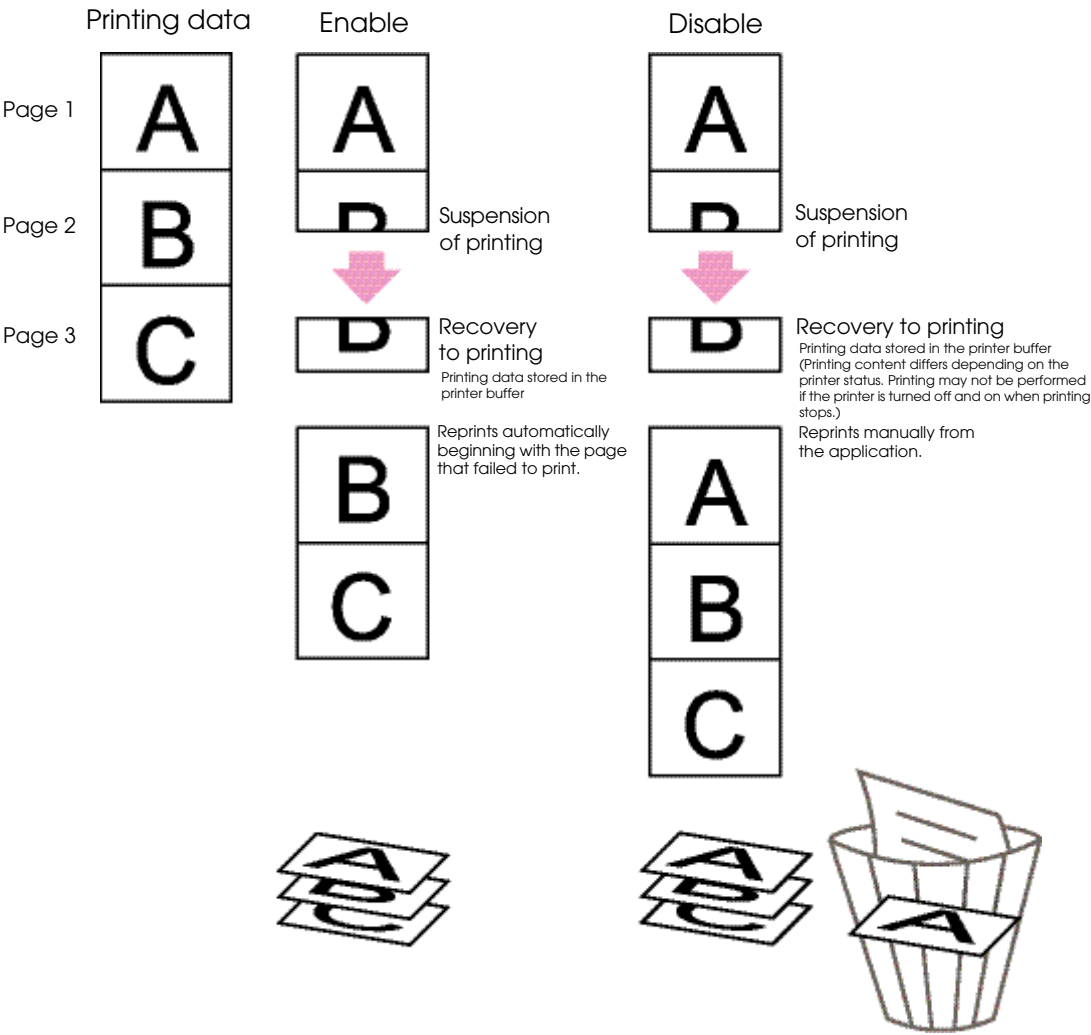 Printing data
Enable
Disable
Page 1
Page 2
Page 3
A
B
C
A
B
Suspension
of printing
B
Recovery
to printing
Printing data stored in the
printer buffer
Reprints automatically
beginning with the page
that failed to print.
B
C
A
B
Suspension
of printing
B
Recovery to printing
Printing data stored in the printer buffer
(Printing content differs depending on the
printer status. Printing may not be performed
if the printer is turned off and on when printing
stops.)
Reprints manually from
the application.
A
B
C
A
B
C
A
B
C
A